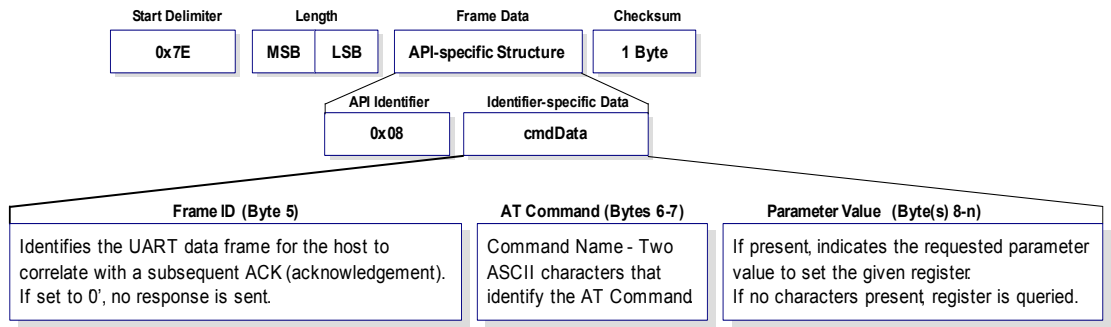 Start Delimiter Length Frame Data Checksum
0x7E MSB LSB API-specific Structure 1 Byte
API Identifier Identifier-specific Data
0x08 cmdData
Frame ID (Byte 5)
Identifies the UART data frame for the host to
correlate with a subsequent ACK (acknowledgement).
If set to 0', no response is sent.
AT Command (Bytes 6-7)
Command Name - Two
ASCII characters that
identify the AT Command.
Parameter Value (Byte(s) 8-n)
If present, indicates the requested parameter
value to set the given register.
If no characters present, register is queried.